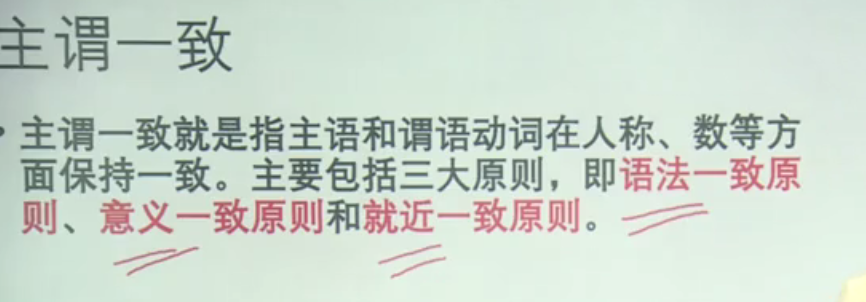 主谓一致
• 主谓一致就是指主语和谓语动词在人称、数等方
面保持一致。主要包括三大原则，即语法一致原
则、意义一致原则和就近一致原则。